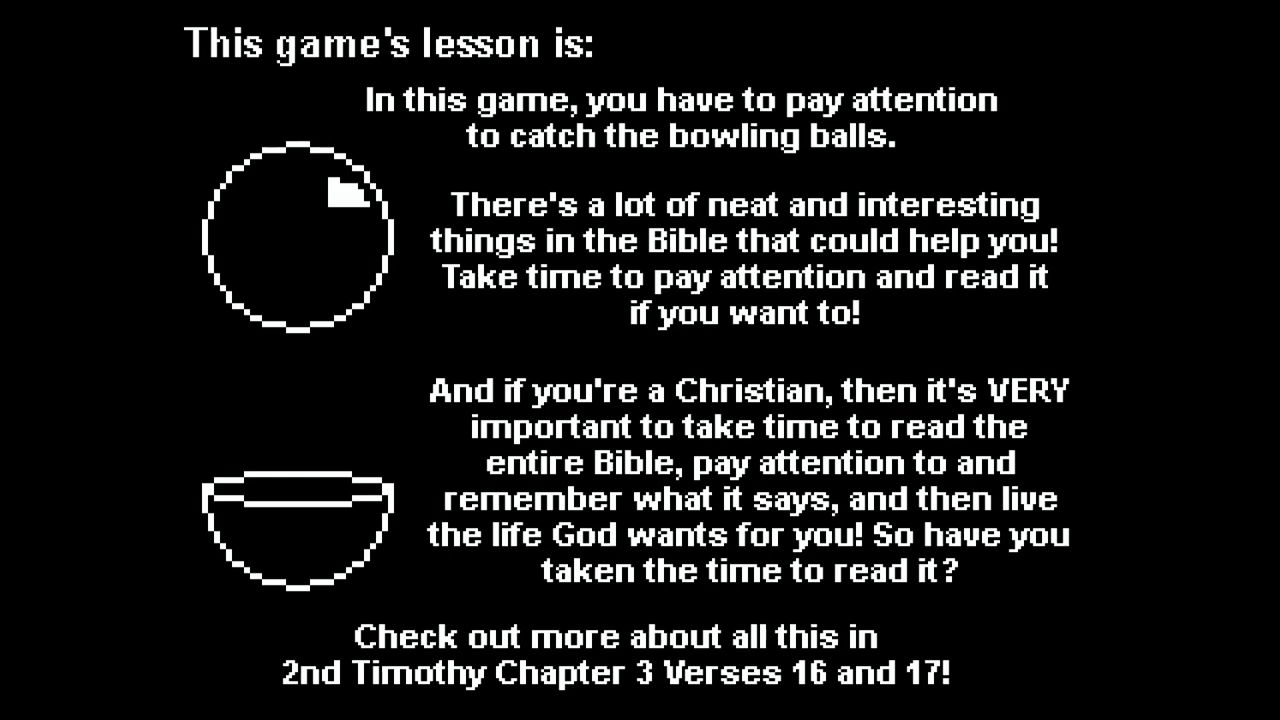 This game's lesson is:
In this game, you have to pay attention
to catch the bowling balls.
There's a lot of neat and interesting
things in the Bible that could help you!
Take time to pay attention and read it
if you want to!
And if you're a Christian, then it's VERY
important to take time to read the
entire Bible, pay attention to and
remember what it says, and then live
the life God wants for you! So have you
taken the time to read it?
Check out more about all this in
2nd Timothy Chapter 3 Verses 16 and 17!